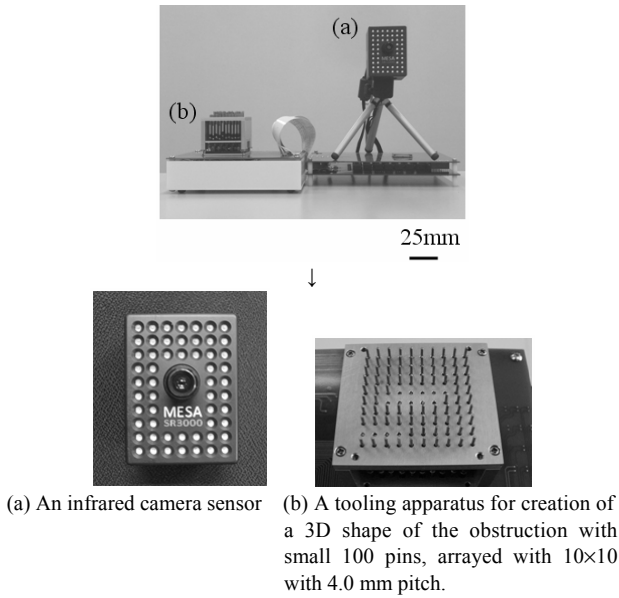 (a)
(b)
25mm
↓
MESA
MESA
SR3000
(a) An infrared camera sensor
(b) A tooling apparatus for creation of
a 3D shape of the obstruction with
small 100 pins, arrayed with 10×10
with 4.0 mm pitch.